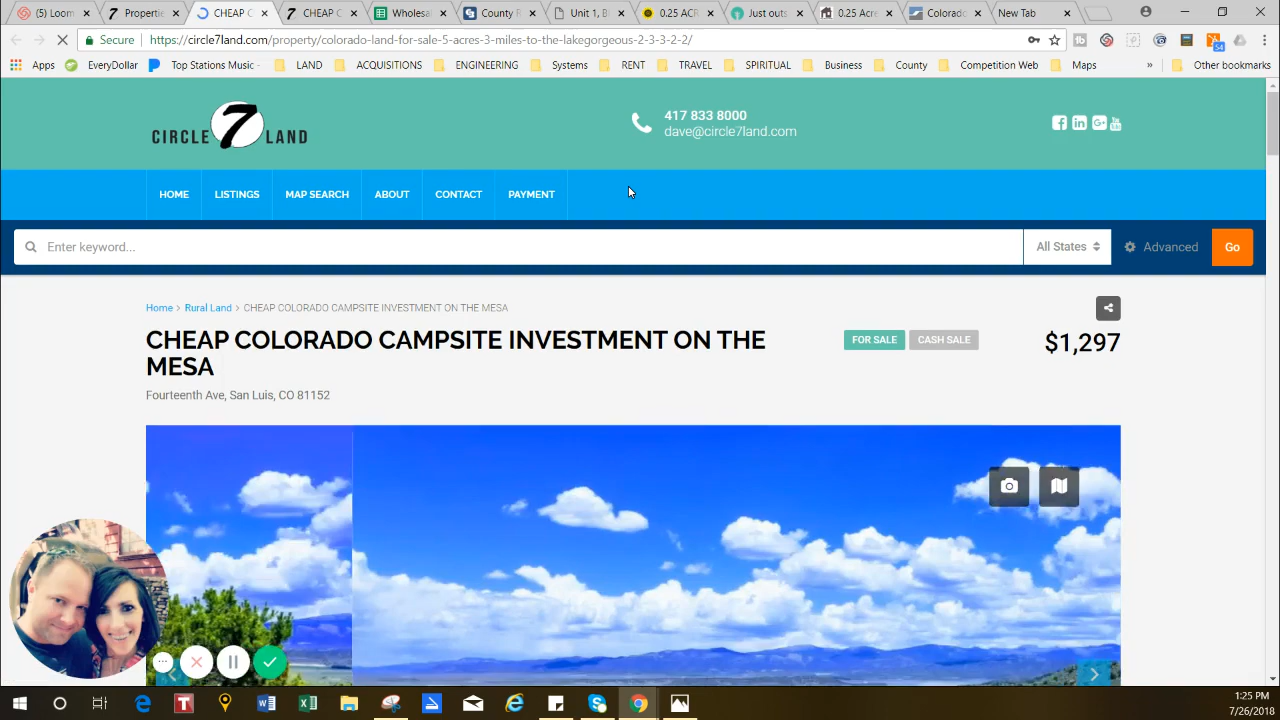 Loom
Properties
CHEAP C
CHEAP C
Wholesal
County R
Unit 1, B
0.25 ACR
Just outs
0.25 Acre
Colorado
New Tab
Secure https://circle7land.com/property/colorado-land-for-sale-5-acres-3-miles-to-the-lakegorgeous-2-3-3-2-2/
Apps EveryDollar Top Stations Music - LAND ACQUISITIONS ENGINEERING Systems RENT TRAVEL SPIRITUAL Business County Competition Web Maps » Other bookmarks
54
CIRCLE 7 LAND
417 833 8000
dave@circle7land.com
HOME LISTINGS MAP SEARCH ABOUT CONTACT PAYMENT
Enter keyword... All States Advanced Go
Home > Rural Land > CHEAP COLORADO CAMPSITE INVESTMENT ON THE MESA
CHEAP COLORADO CAMPSITE INVESTMENT ON THE
MESA
FOR SALE CASH SALE $1,297
Fourteenth Ave, San Luis, CO 81152
1:25 PM
7/26/2018